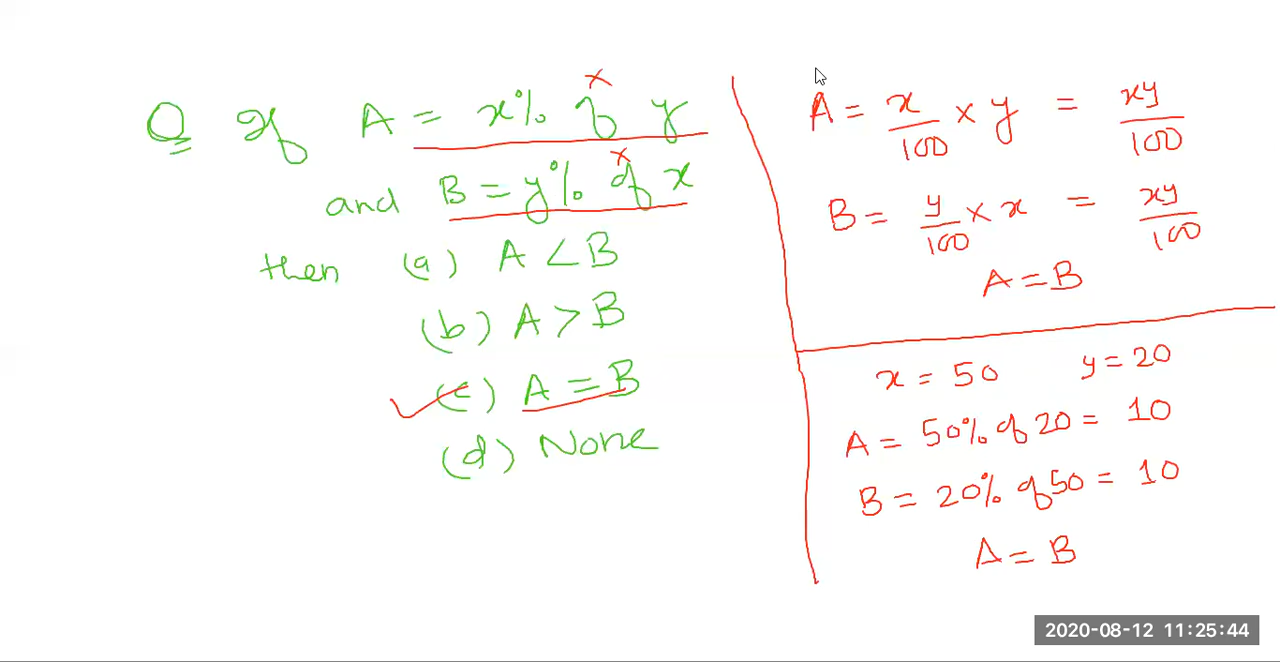 Q If A = x% of y
× 
and B = y% of x
×
then (a) A < B
(b) A > B
(c) A = B
(d) None
A = x/100 × y = xy/100
B = y/100 × x = xy/100
A = B
x = 50 y = 20
A = 50% of 20 = 10
B = 20% of 50 = 10
A = B
2020-08-12 11:25:44